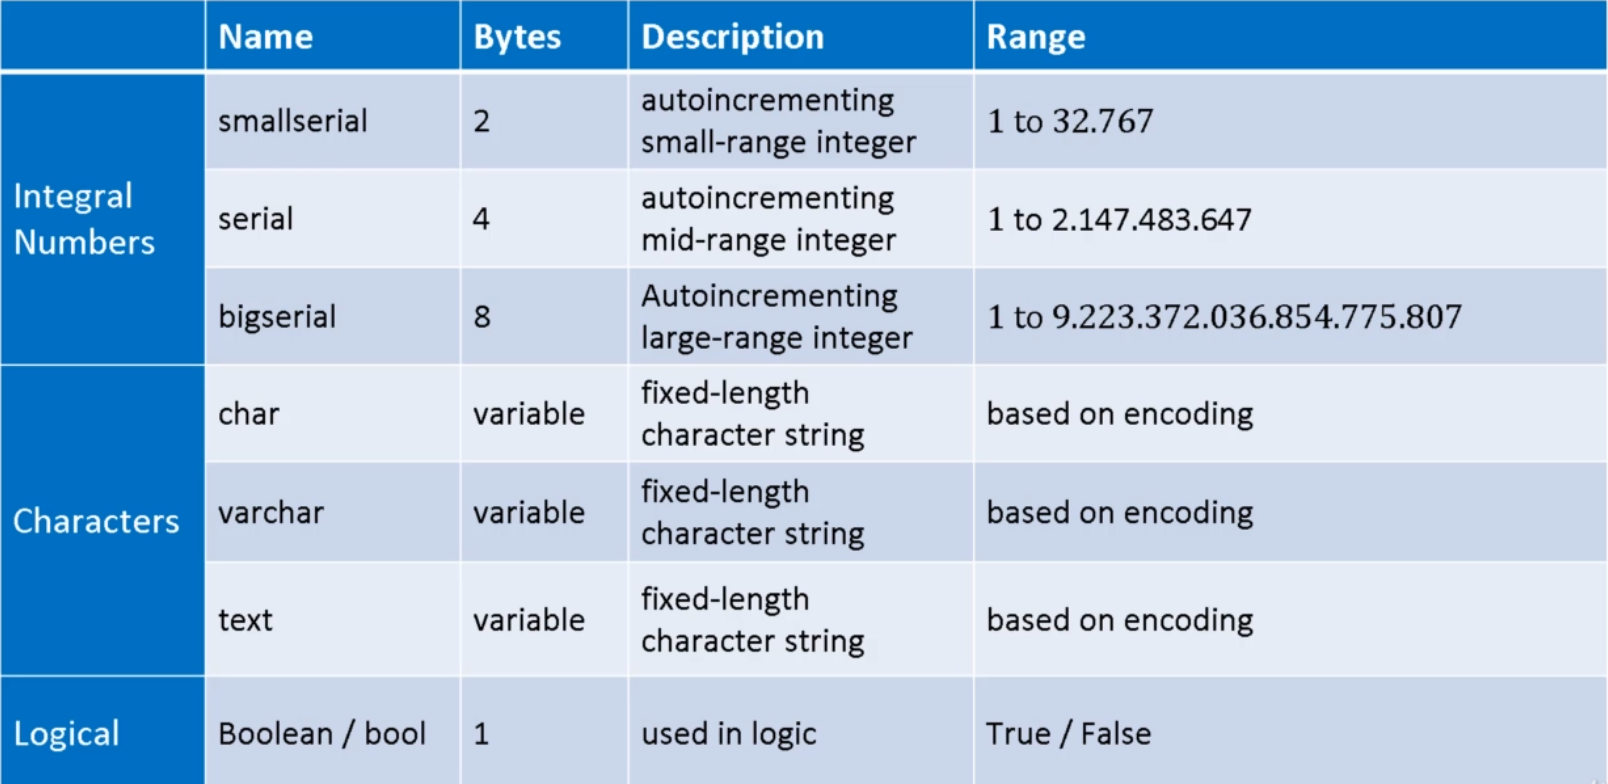 Name Bytes Description Range
Integral
Numbers
smallserial 2 autoincrementing
small-range integer 1 to 32.767
serial 4 autoincrementing
mid-range integer 1 to 2.147.483.647
bigserial 8 Autoincrementing
large-range integer 1 to 9.223.372.036.854.775.807
Characters
char variable fixed-length
character string based on encoding
varchar variable fixed-length
character string based on encoding
text variable fixed-length
character string based on encoding
Logical Boolean / bool 1 used in logic True / False